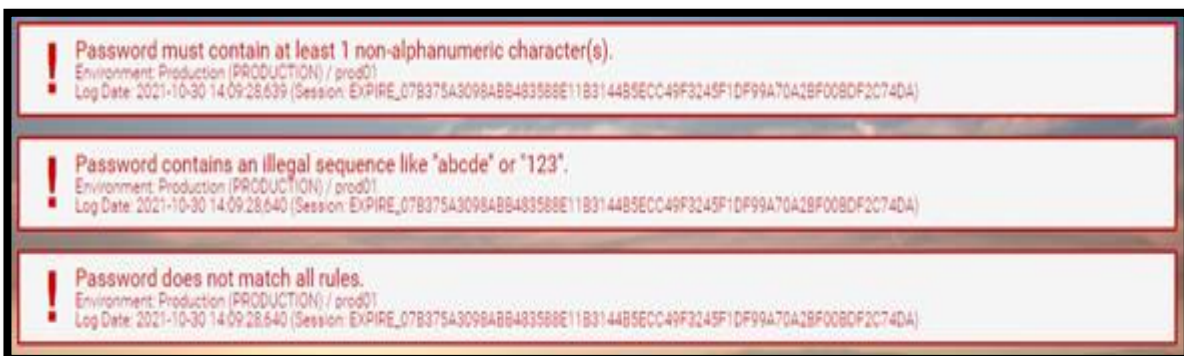 Password must contain at least 1 non-alphanumeric character(s).
Environment: Production (PRODUCTION) / prod01
Log Date: 2021-10-30 14:09:28,639 (Session: EXPIRE_07B375A3098ABB483588E11B3144B5ECC49F3245F1DF99A70A2BF00BDF2C74DA)
Password contains an illegal sequence like "abcde" or "123".
Environment: Production (PRODUCTION) / prod01
Log Date: 2021-10-30 14:09:28,640 (Session: EXPIRE_07B375A3098ABB483588E11B3144B5ECC49F3245F1DF99A70A2BF00BDF2C74DA)
Password does not match all rules.
Environment: Production (PRODUCTION) / prod01
Log Date: 2021-10-30 14:09:28,640 (Session: EXPIRE_07B375A3098ABB483588E11B3144B5ECC49F3245F1DF99A70A2BF00BDF2C74DA)